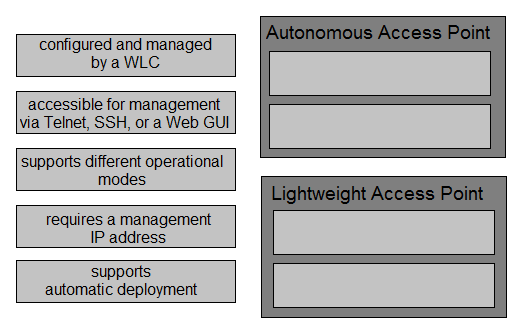 configured and managed
by a WLC
accessible for management
via Telnet, SSH, or a Web GUI
supports different operational
modes
requires a management
IP address
supports
automatic deployment
Autonomous Access Point
Lightweight Access Point